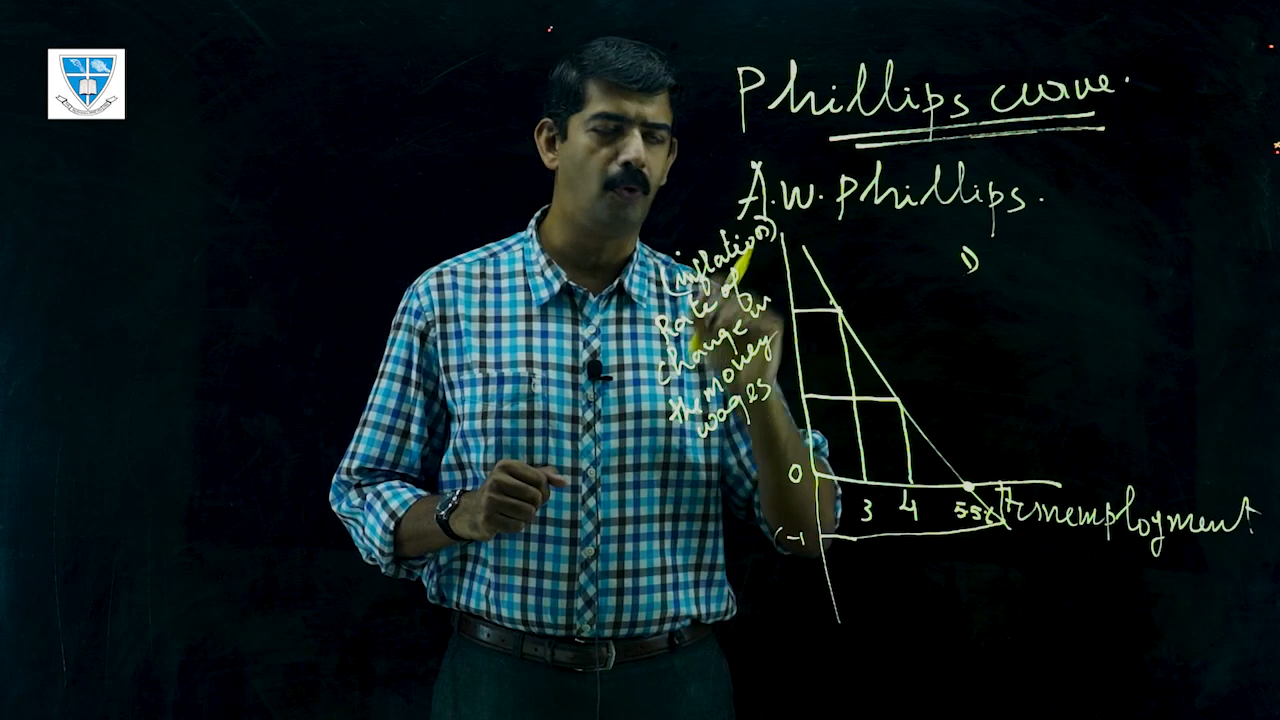 Phillips curve.
A.W. Phillips.
(inflation)
Rate of
change in
the money
wages
0
3 4 5.5%
unemployment
(-1